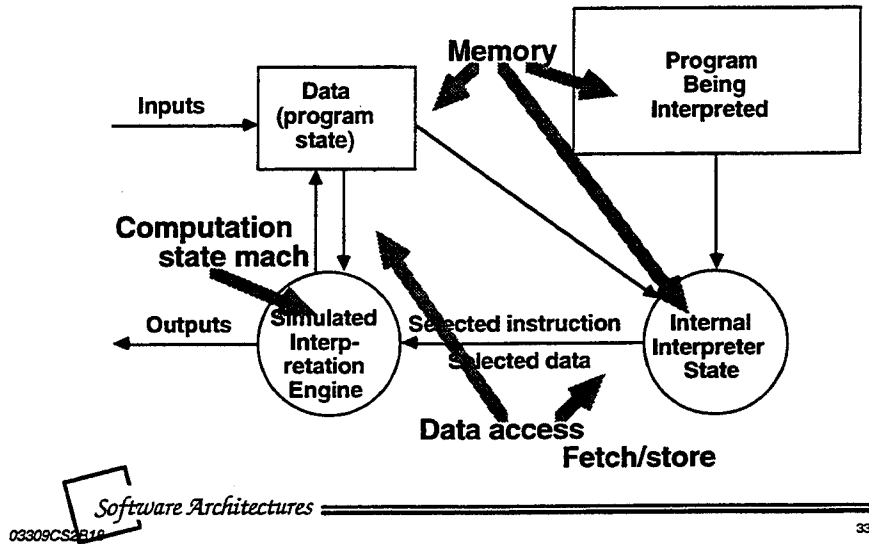 Memory
Program
Being
Interpreted
Data
(program
state)
Inputs
Computation
state mach
Outputs
Simulated
Interp-
retation
Engine
Selected instruction
Selected data
Internal
Interpreter
State
Data access
Fetch/store
Software Architectures
33